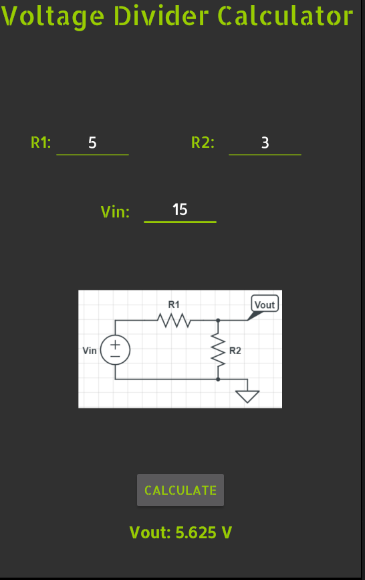 Voltage Divider Calculator
R1: 5 R2: 3
Vin: 15
R1
Vout
Vin
R2
CALCULATE
Vout: 5.625 V